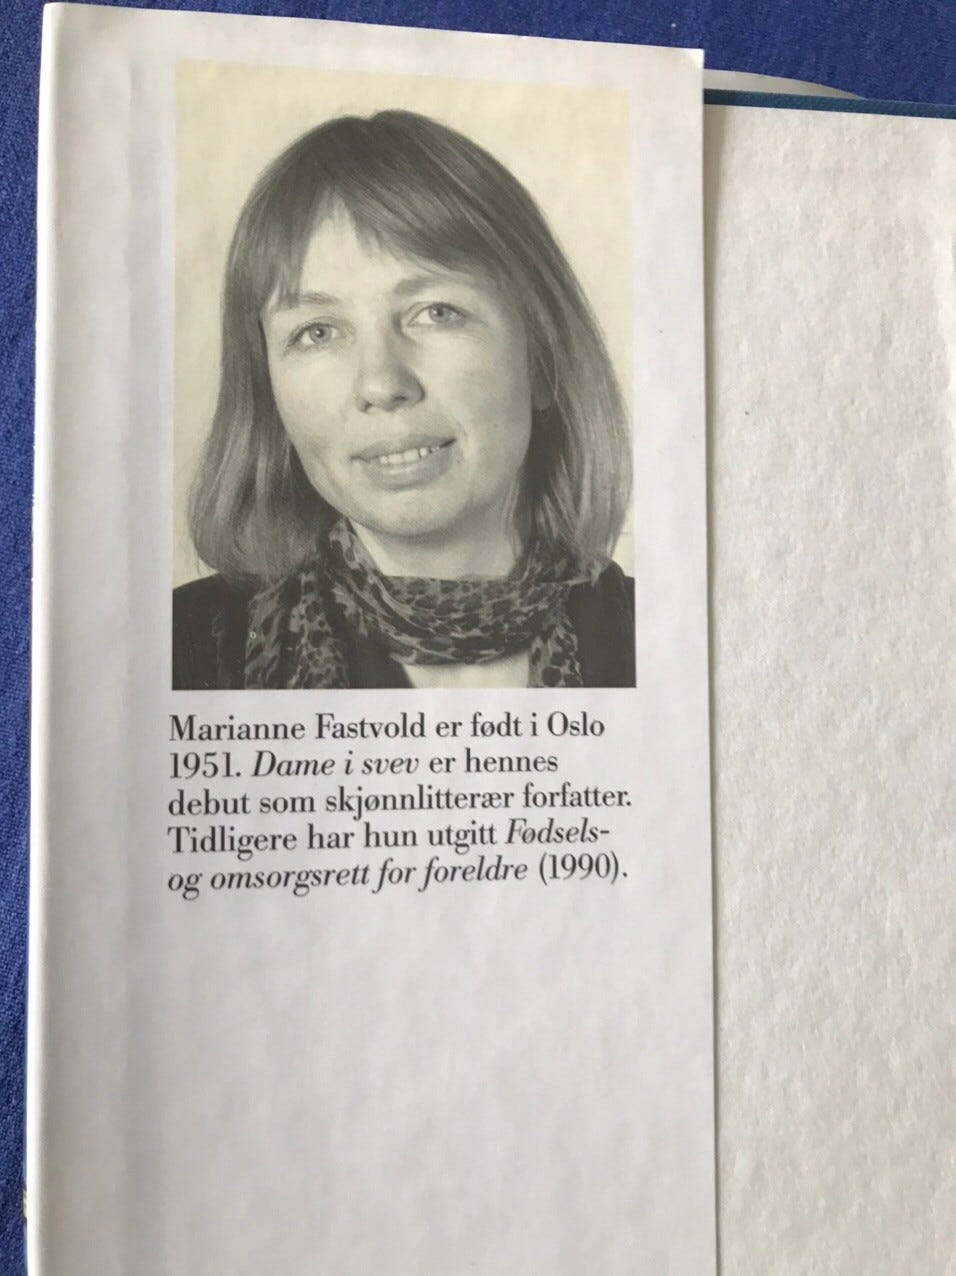 Marianne Fastvold er født i Oslo
1951. Dame i svev er hennes
debut som skjønnlitterær forfatter.
Tidligere har hun utgitt Fødsels-
og omsorgsrett for foreldre (1990).